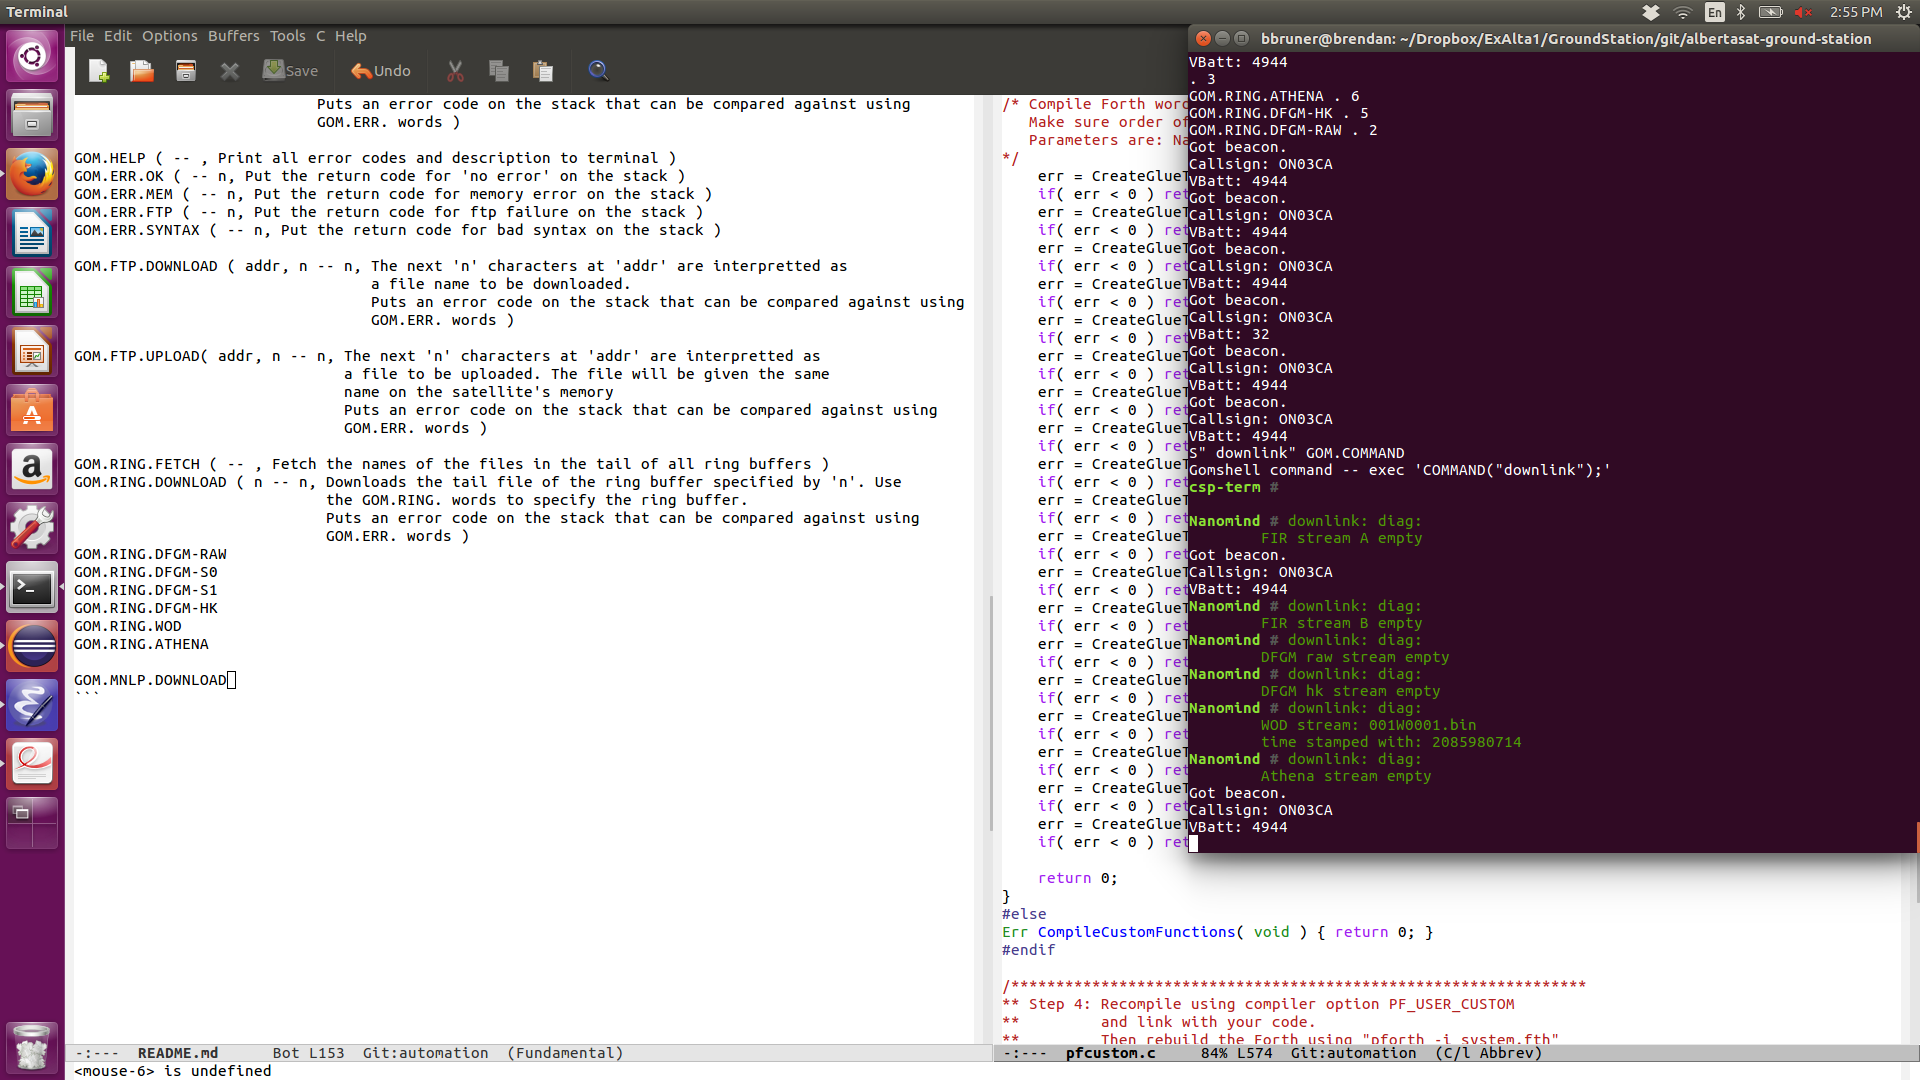 Terminal
En
2:55 PM
File Edit Options Buffers Tools C Help
Save
Undo
Puts an error code on the stack that can be compared against using
GOM.ERR. words )
GOM.HELP ( -- , Print all error codes and description to terminal )
GOM.ERR.OK ( -- n, Put the return code for 'no error' on the stack )
GOM.ERR.MEM ( -- n, Put the return code for memory error on the stack )
GOM.ERR.FTP ( -- n, Put the return code for ftp failure on the stack )
GOM.ERR.SYNTAX ( -- n, Put the return code for bad syntax on the stack )
GOM.FTP.DOWNLOAD ( addr, n -- n, The next 'n' characters at 'addr' are interpretted as
a file name to be downloaded.
Puts an error code on the stack that can be compared against using
GOM.ERR. words )
GOM.FTP.UPLOAD( addr, n -- n, The next 'n' characters at 'addr' are interpretted as
a file to be uploaded. The file will be given the same
name on the satellite's memory
Puts an error code on the stack that can be compared against using
GOM.ERR. words )
GOM.RING.FETCH ( -- , Fetch the names of the files in the tail of all ring buffers )
GOM.RING.DOWNLOAD ( n -- n, Downloads the tail file of the ring buffer specified by 'n'. Use
the GOM.RING. words to specify the ring buffer.
Puts an error code on the stack that can be compared against using
GOM.ERR. words )
GOM.RING.DFGM-RAW
GOM.RING.DFGM-S0
GOM.RING.DFGM-S1
GOM.RING.DFGM-HK
GOM.RING.WOD
GOM.RING.ATHENA
GOM.MNLP.DOWNLOAD
```
-:--- README.md Bot L153 Git:automation (Fundamental)
<mouse-6> is undefined
/* Compile Forth wor
Make sure order o
Parameters are: Na
*/
err = CreateGlueT
if( err < 0 ) ret
err = CreateGlueT
if( err < 0 ) ret
err = CreateGlueT
if( err < 0 ) ret
err = CreateGlueT
if( err < 0 ) ret
err = CreateGlueT
if( err < 0 ) ret
err = CreateGlueT
if( err < 0 ) ret
err = CreateGlueT
if( err < 0 ) ret
err = CreateGlueT
if( err < 0 ) ret
err = CreateGlueT
if( err < 0 ) ret
err = CreateGlueT
if( err < 0 ) ret
err = CreateGlueT
if( err < 0 ) ret
err = CreateGlueT
if( err < 0 ) ret
err = CreateGlueT
if( err < 0 ) ret
err = CreateGlueT
if( err < 0 ) ret
err = CreateGlueT
if( err < 0 ) ret
err = CreateGlueT
if( err < 0 ) ret
err = CreateGlueT
if( err < 0 ) ret
err = CreateGlueT
if( err < 0 ) ret
err = CreateGlueT
if( err < 0 ) ret
return 0;
}
#else
Err CompileCustomFunctions( void ) { return 0; }
#endif
/****************************************************************
** Step 4: Recompile using compiler option PF_USER_CUSTOM
** and link with your code.
** Then rebuild the Forth using "pforth -i system.fth"
-:--- pfcustom.c 84% L574 Git:automation (C/l Abbrev)
bbruner@brendan: ~/Dropbox/ExAlta1/GroundStation/git/albertasat-ground-station
VBatt: 4944
. 3
GOM.RING.ATHENA . 6
GOM.RING.DFGM-HK . 5
GOM.RING.DFGM-RAW . 2
Got beacon.
Callsign: ON03CA
VBatt: 4944
Got beacon.
Callsign: ON03CA
VBatt: 4944
Got beacon.
Callsign: ON03CA
VBatt: 4944
Got beacon.
Callsign: ON03CA
VBatt: 32
Got beacon.
Callsign: ON03CA
VBatt: 4944
Got beacon.
Callsign: ON03CA
VBatt: 4944
S" downlink" GOM.COMMAND
Gomshell command -- exec 'COMMAND("downlink");'
csp-term #
Nanomind # downlink: diag:
FIR stream A empty
Got beacon.
Callsign: ON03CA
VBatt: 4944
Nanomind # downlink: diag:
FIR stream B empty
Nanomind # downlink: diag:
DFGM raw stream empty
Nanomind # downlink: diag:
DFGM hk stream empty
Nanomind # downlink: diag:
WOD stream: 001W0001.bin
time stamped with: 2085980714
Nanomind # downlink: diag:
Athena stream empty
Got beacon.
Callsign: ON03CA
VBatt: 4944